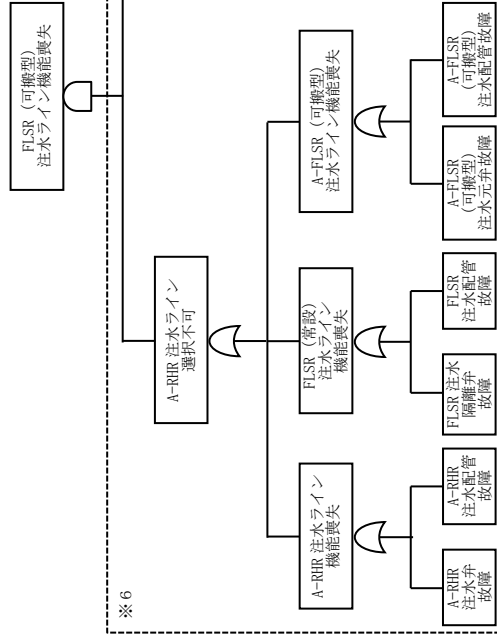 FLSR（可搬型）
注水ライン機能喪失
※6
A-RHR 注水ライン
選択不可
A-RHR 注水ライン
機能喪失
FLSR（常設）
注水ライン
機能喪失
A-FLSR（可搬型）
注水ライン機能喪失
A-RHR
注水弁
故障
A-RHR
注水配管
故障
FLSR 注水
隔離弁
故障
FLSR
注水配管
故障
A-FLSR
（可搬型）
注水元弁故障
A-FLSR
（可搬型）
注水配管故障